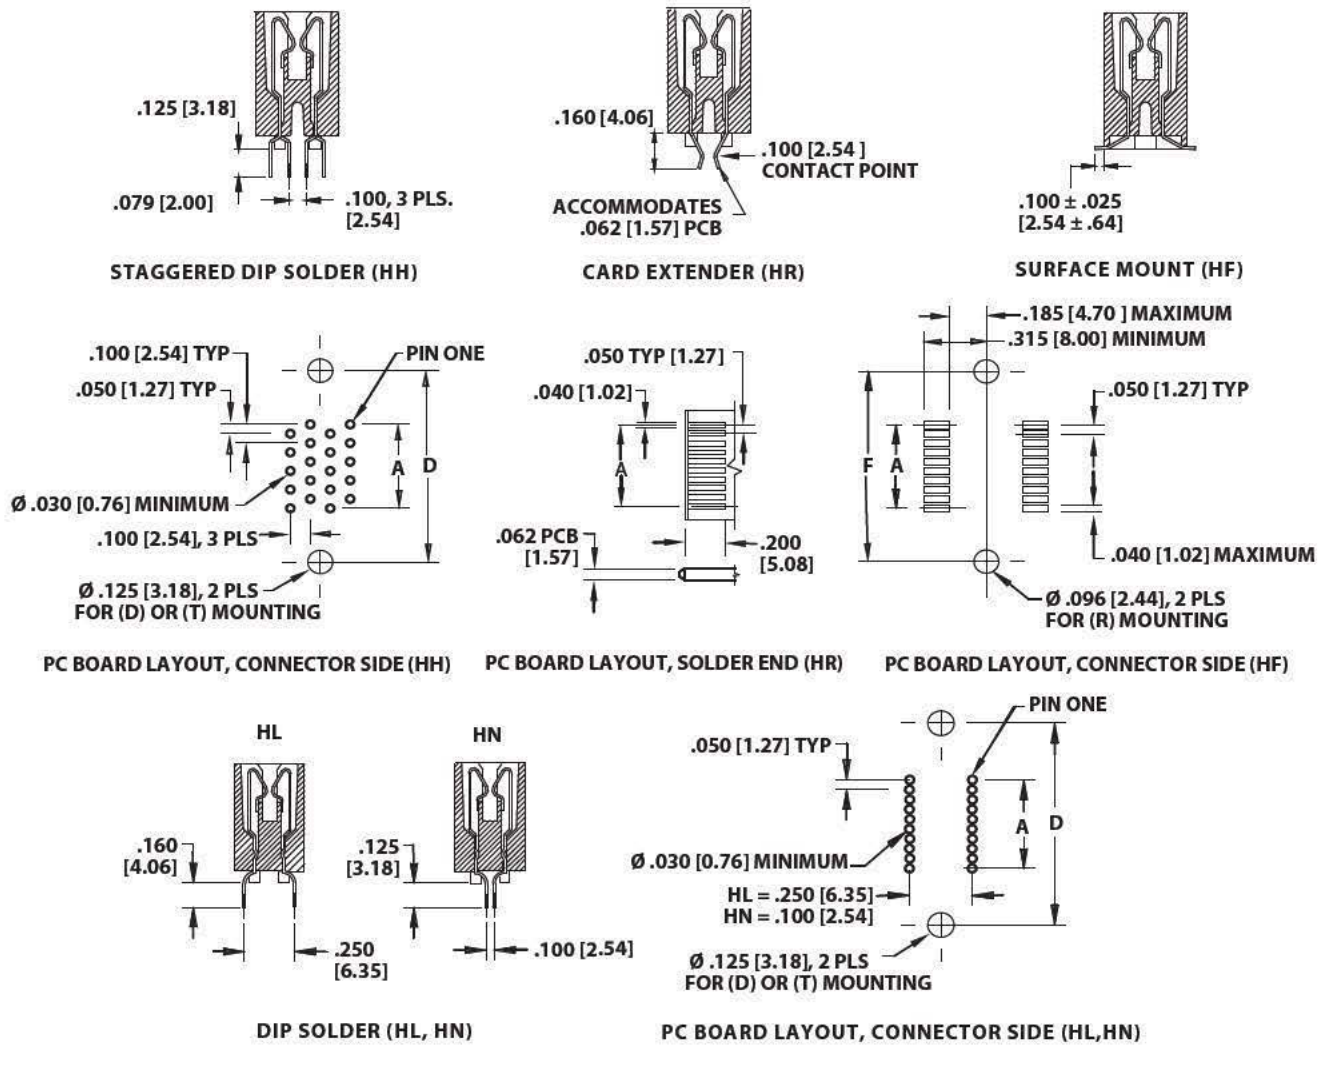 .125 [3.18]
.079 [2.00]
.100, 3 PLS.
[2.54]
STAGGERED DIP SOLDER (HH)
.160 [4.06]
.100 [2.54 ]
CONTACT POINT
ACCOMMODATES
.062 [1.57] PCB
CARD EXTENDER (HR)
.100 ± .025
[2.54 ± .64]
SURFACE MOUNT (HF)
.100 [2.54] TYP
PIN ONE
.050 [1.27] TYP
A
D
Ø .030 [0.76] MINIMUM
.100 [2.54], 3 PLS
Ø .125 [3.18], 2 PLS
FOR (D) OR (T) MOUNTING
PC BOARD LAYOUT, CONNECTOR SIDE (HH)
.050 TYP [1.27]
.040 [1.02]
A
.062 PCB
[1.57]
.200
[5.08]
PC BOARD LAYOUT, SOLDER END (HR)
.185 [4.70 ] MAXIMUM
.315 [8.00] MINIMUM
.050 [1.27] TYP
F
A
.040 [1.02] MAXIMUM
Ø .096 [2.44], 2 PLS
FOR (R) MOUNTING
PC BOARD LAYOUT, CONNECTOR SIDE (HF)
HL
HN
.160
[4.06]
.125
[3.18]
.250
[6.35]
.100 [2.54]
DIP SOLDER (HL, HN)
PIN ONE
.050 [1.27] TYP
A
D
Ø .030 [0.76] MINIMUM
HL = .250 [6.35]
HN = .100 [2.54]
Ø .125 [3.18], 2 PLS
FOR (D) OR (T) MOUNTING
PC BOARD LAYOUT, CONNECTOR SIDE (HL,HN)